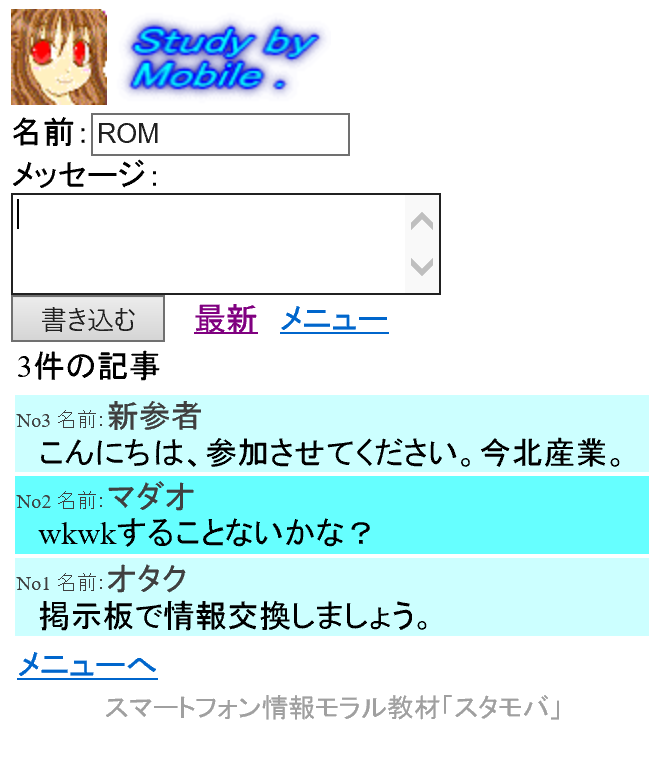 Study by
Mobile .
名前：ROM
メッセージ：
書き込む 最新 メニュー
3件の記事
No3 名前：新参者
こんにちは、参加させてください。今北産業。
No2 名前：マダオ
wkwkすることないかな？
No1 名前：オタク
掲示板で情報交換しましょう。
メニューへ
スマートフォン情報モラル教材「スタモバ」